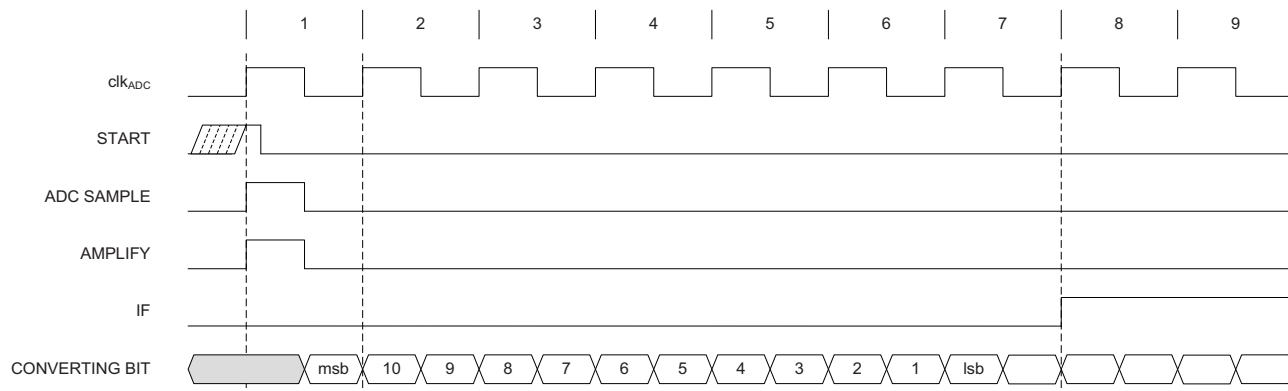 1 2 3 4 5 6 7 8 9
clkADC
START
ADC SAMPLE
AMPLIFY
IF
CONVERTING BIT msb 10 9 8 7 6 5 4 3 2 1 lsb